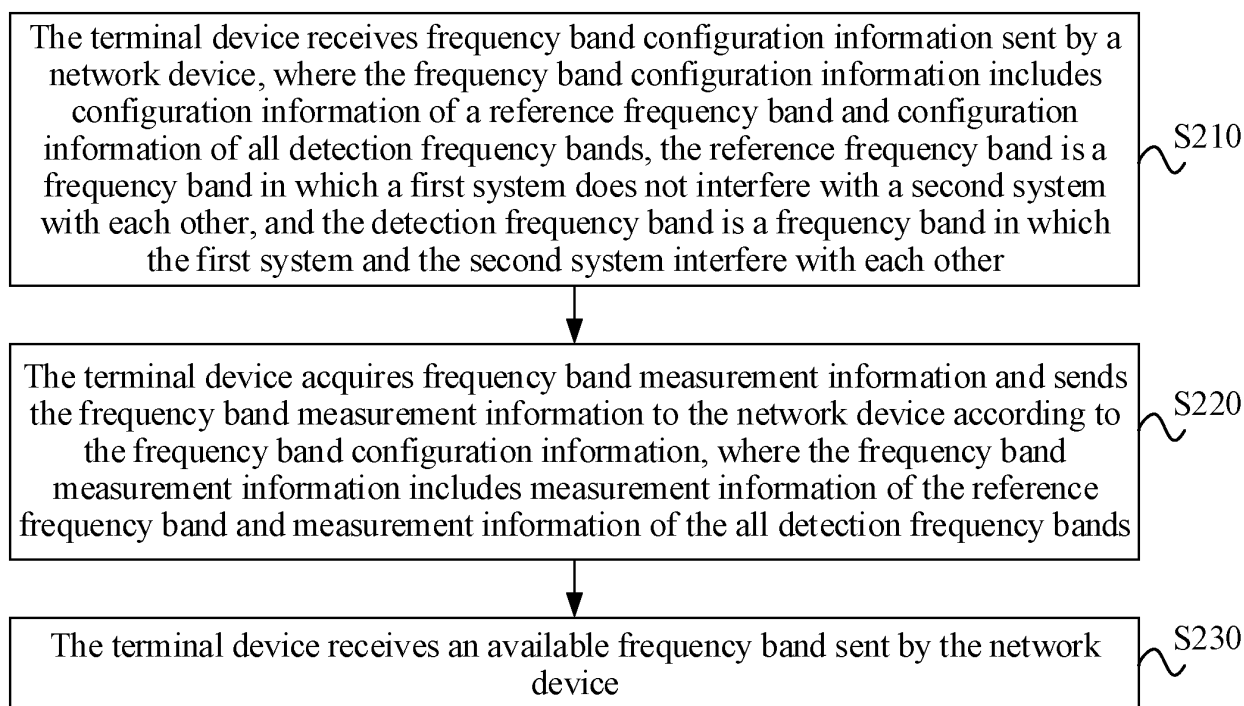 The terminal device receives frequency band configuration information sent by a
network device, where the frequency band configuration information includes
configuration information of a reference frequency band and configuration
information of all detection frequency bands, the reference frequency band is a
frequency band in which a first system does not interfere with a second system
with each other, and the detection frequency band is a frequency band in which
the first system and the second system interfere with each other
S210
The terminal device acquires frequency band measurement information and sends
the frequency band measurement information to the network device according to
the frequency band configuration information, where the frequency band
measurement information includes measurement information of the reference
frequency band and measurement information of the all detection frequency bands
S220
The terminal device receives an available frequency band sent by the network
device
S230